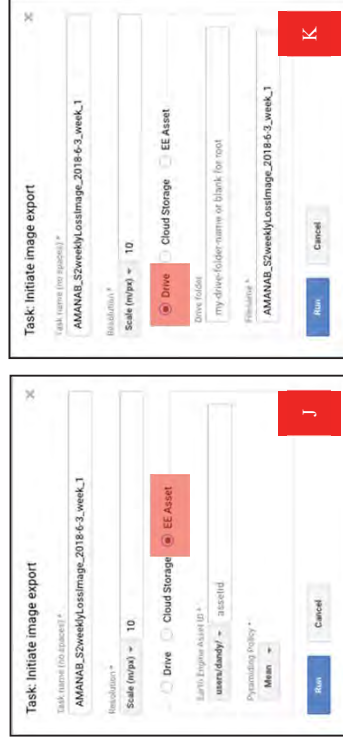 Task: Initiate image export
Task name (no spaces) *
AMANAB_S2weeklyLossImage_2018-6-3_week_1
Resolution *
Scale (m/px) 10
Drive Cloud Storage EE Asset
Earth Engine Asset ID *
users/dandy/ assetId
Pyramiding Policy *
Mean
Run Cancel
J
Task: Initiate image export
Task name (no spaces) *
AMANAB_S2weeklyLossImage_2018-6-3_week_1
Resolution *
Scale (m/px) 10
Drive Cloud Storage EE Asset
Drive folder
my-drive-folder-name or blank for root
Filename *
AMANAB_S2weeklyLossImage_2018-6-3_week_1
Run Cancel
K